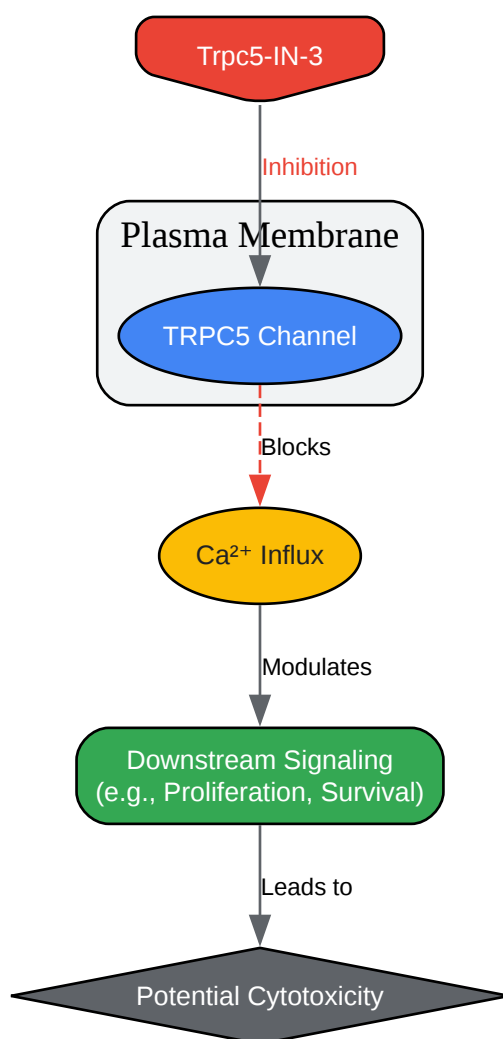 Trpc5-IN-3
Inhibition
Plasma Membrane
TRPC5 Channel
Blocks
Ca²⁺ Influx
Modulates
Downstream Signaling
(e.g., Proliferation, Survival)
Leads to
Potential Cytotoxicity